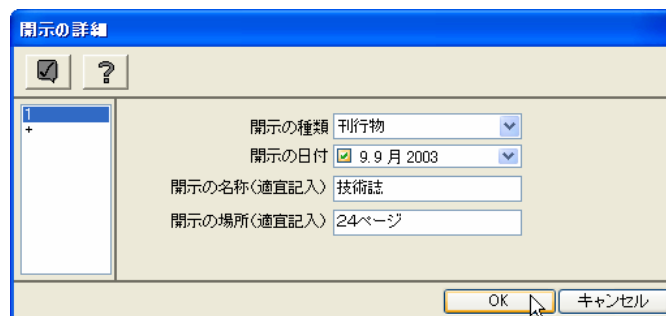 開示の詳細
?
1
+
開示の種類 刊行物
開示の日付 9. 9 月 2003
開示の名称(適宜記入) 技術誌
開示の場所(適宜記入) 24ページ
OK キャンセル